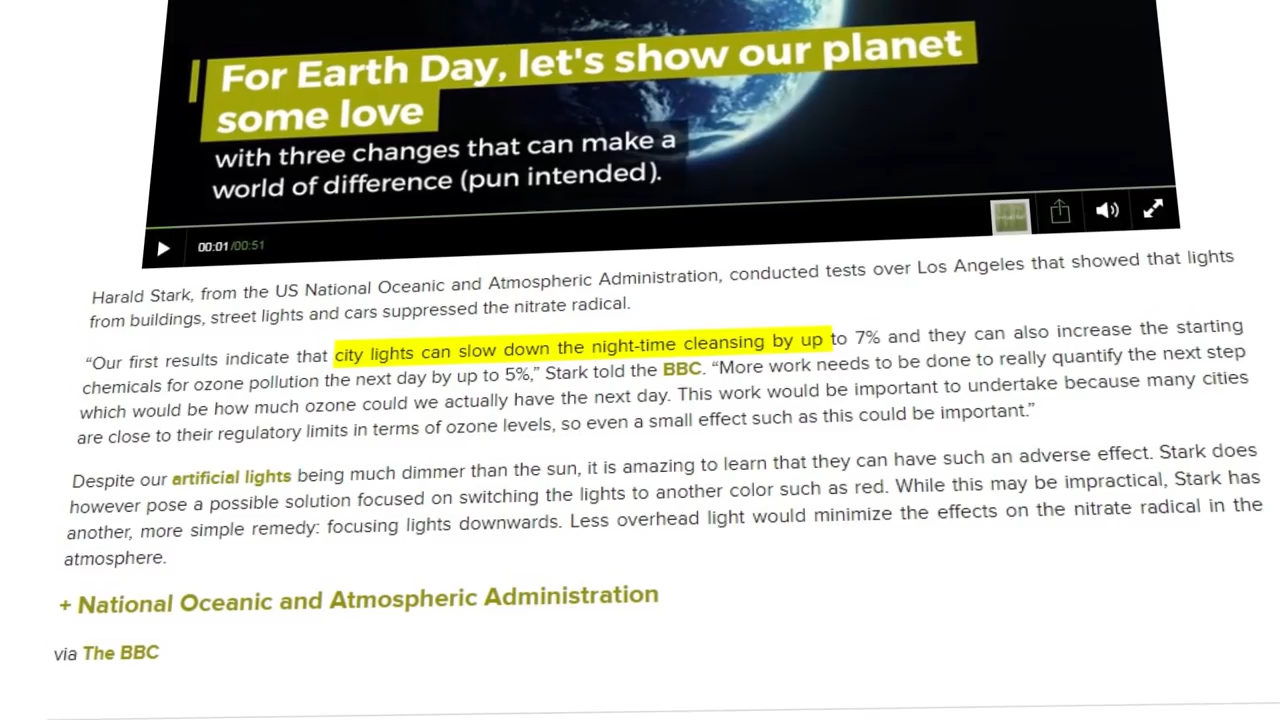 For Earth Day, let's show our planet
some love
with three changes that can make a
world of difference (pun intended).
00:01/00:51
Harald Stark, from the US National Oceanic and Atmospheric Administration, conducted tests over Los Angeles that showed that lights
from buildings, street lights and cars suppressed the nitrate radical.
“Our first results indicate that city lights can slow down the night-time cleansing by up to 7% and they can also increase the starting
chemicals for ozone pollution the next day by up to 5%,” Stark told the BBC. “More work needs to be done to really quantify the next step
which would be how much ozone could we actually have the next day. This work would be important to undertake because many cities
are close to their regulatory limits in terms of ozone levels, so even a small effect such as this could be important.”
Despite our artificial lights being much dimmer than the sun, it is amazing to learn that they can have such an adverse effect. Stark does
however pose a possible solution focused on switching the lights to another color such as red. While this may be impractical, Stark has
another, more simple remedy: focusing lights downwards. Less overhead light would minimize the effects on the nitrate radical in the
atmosphere.
+ National Oceanic and Atmospheric Administration
via The BBC